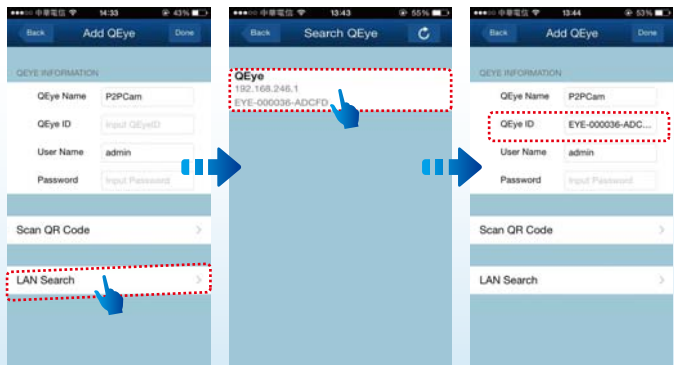 中華電信
14:33
43%
Back
Add QEye
Done
QEYE INFORMATION
QEye Name
P2PCam
QEye ID
Input QEyeID
User Name
admin
Password
Input Password
Scan QR Code
LAN Search
中華電信
13:43
55%
Back
Search QEye
QEye
192.168.246.1
EYE-000036-ADCFD
中華電信
13:44
53%
Back
Add QEye
Done
QEYE INFORMATION
QEye Name
P2PCam
QEye ID
EYE-000036-ADC...
User Name
admin
Password
Input Password
Scan QR Code
LAN Search